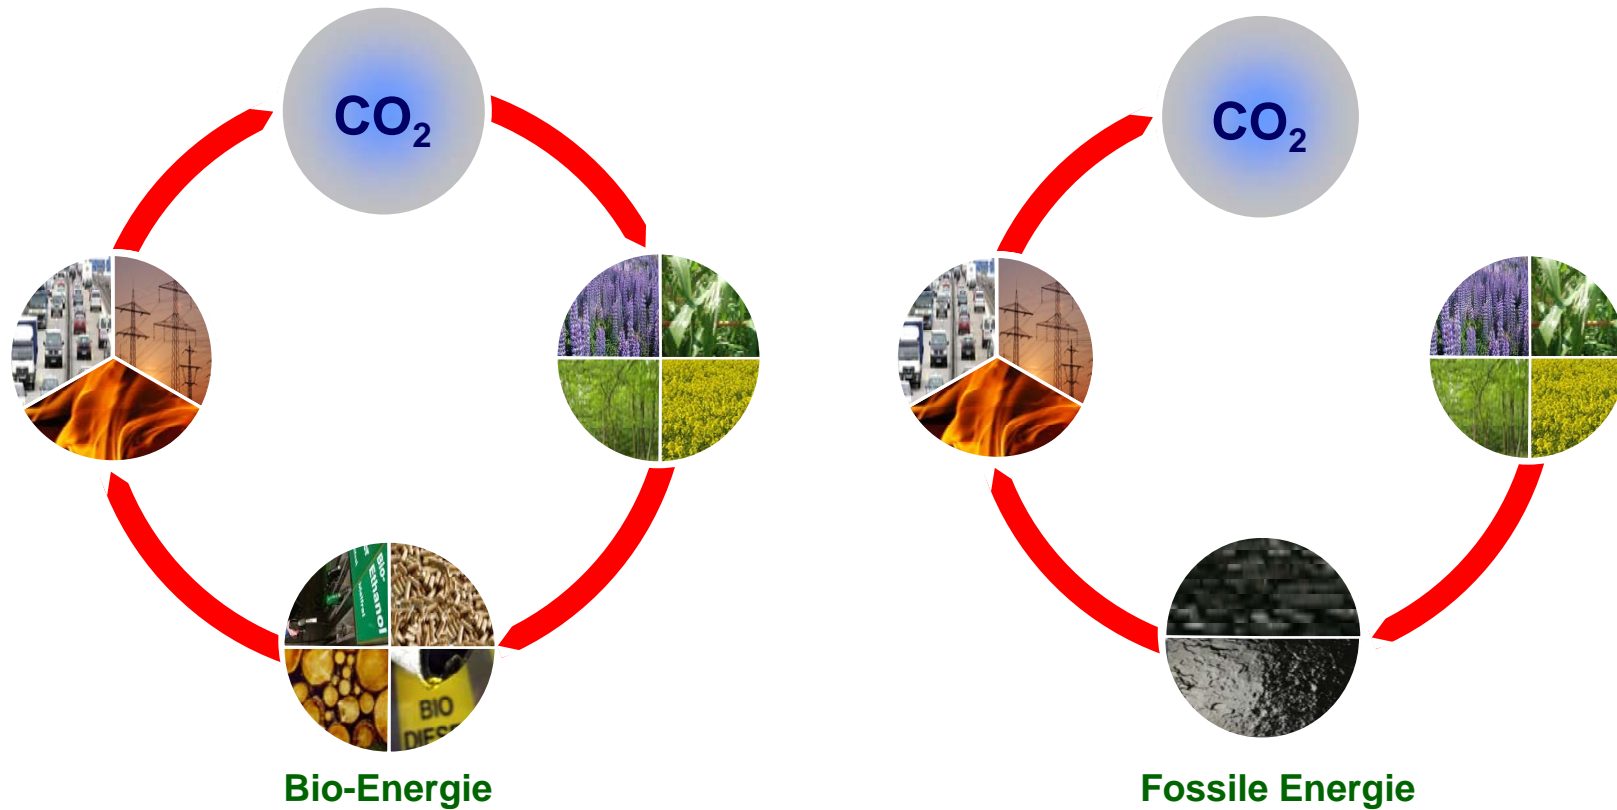 CO₂
CO₂
Bio-
Ethanol
BIO
Bio-Energie
Fossile Energie